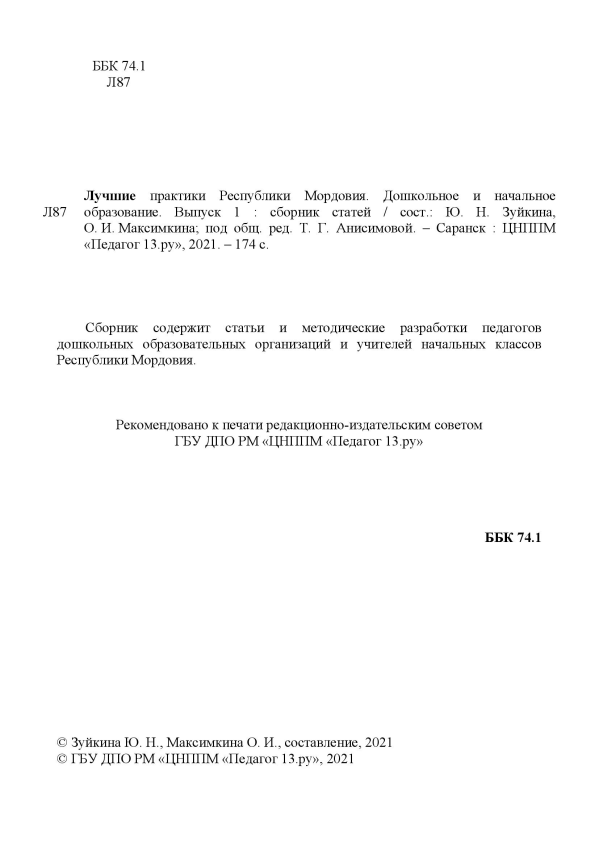 ББК 74.1
Л87
Лучшие практики Республики Мордовия. Дошкольное и начальное
Л87 образование. Выпуск 1 : сборник статей / сост.: Ю. Н. Зуйкина,
О. И. Максимкина; под общ. ред. Т. Г. Анисимовой. – Саранск : ЦНППМ
«Педагог 13.ру», 2021. – 174 с.
Сборник содержит статьи и методические разработки педагогов
дошкольных образовательных организаций и учителей начальных классов
Республики Мордовия.
Рекомендовано к печати редакционно-издательским советом
ГБУ ДПО РМ «ЦНППМ «Педагог 13.ру»
ББК 74.1
© Зуйкина Ю. Н., Максимкина О. И., составление, 2021
© ГБУ ДПО РМ «ЦНППМ «Педагог 13.ру», 2021